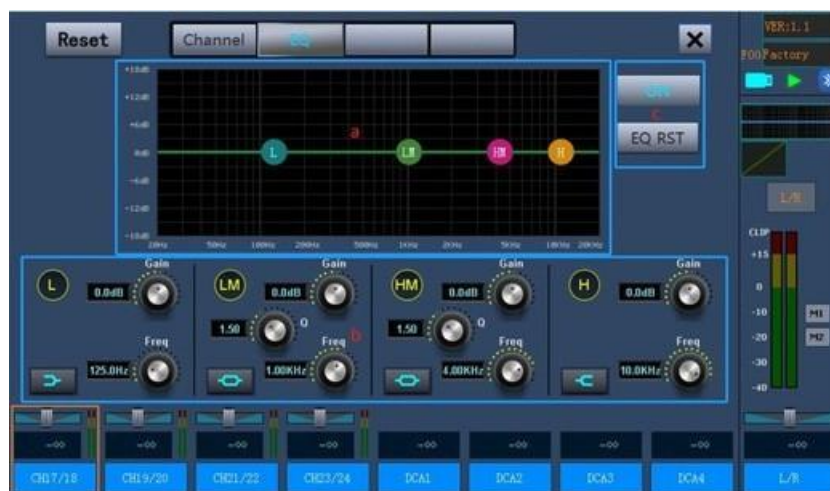 Reset
Channel
EQ
VER:1.1
F00Factory
+18dB
+12dB
+6dB
0dB
-6dB
-12dB
-18dB
a
L
LM
HM
H
ON
c
EQ RST
20Hz 50Hz 100Hz 200Hz 500Hz 1KHz 2KHz 5KHz 10KHz 20KHz
L/R
CLIP
+15
0
-10
-20
-30
-40
M1
M2
L
Gain
0.0dB
Freq
125.0Hz
LM
Gain
0.0dB
1.50
Q
b
Freq
1.00KHz
HM
Gain
0.0dB
1.50
Q
Freq
4.00KHz
H
Gain
0.0dB
Freq
10.0KHz
-∞ -∞ -∞ -∞ -∞ -∞ -∞ -∞ -∞
CH17/18 CH19/20 CH21/22 CH23/24 DCA1 DCA2 DCA3 DCA4 L/R